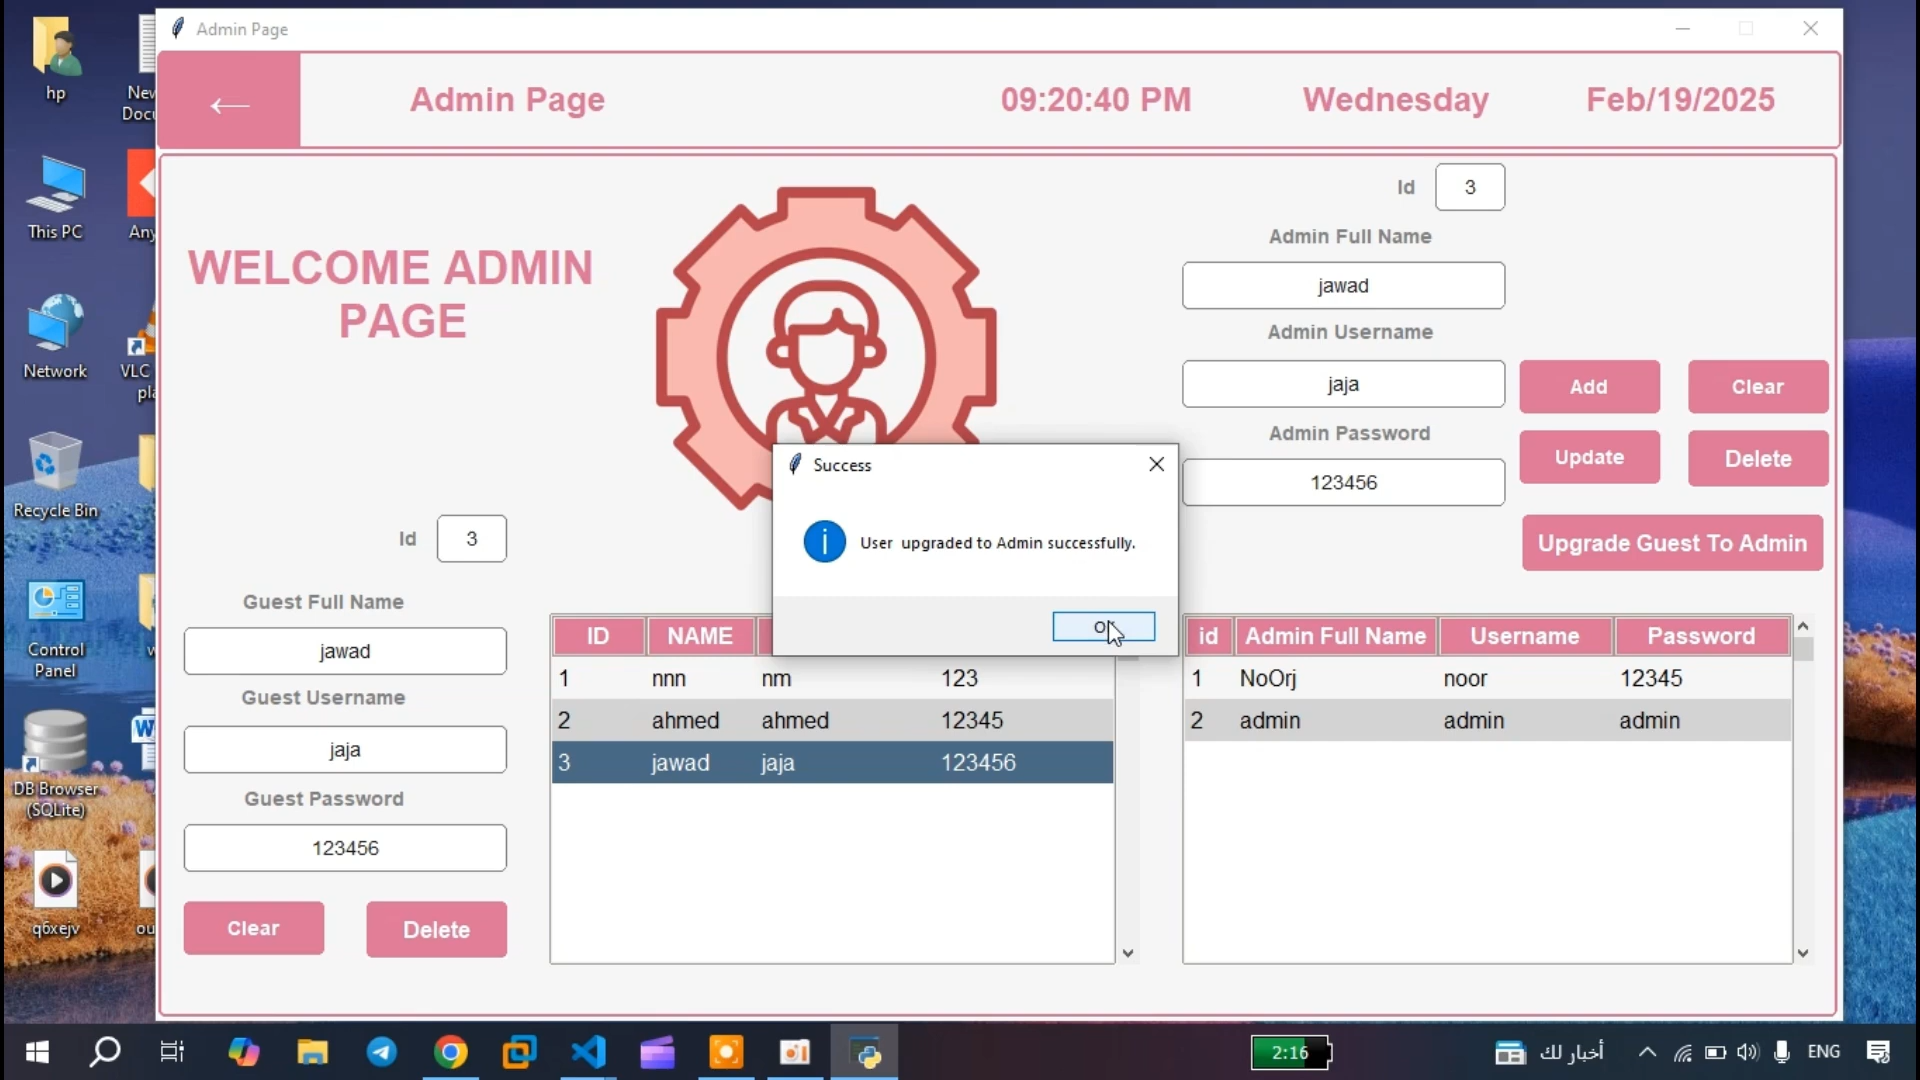 Admin Page
←
Admin Page
09:20:40 PM
Wednesday
Feb/19/2025
WELCOME ADMIN
PAGE
Id
3
Admin Full Name
jawad
Admin Username
jaja
Admin Password
123456
Add
Clear
Update
Delete
Upgrade Guest To Admin
Success
User upgraded to Admin successfully.
Id
3
Guest Full Name
jawad
Guest Username
jaja
Guest Password
123456
Clear
Delete
ID NAME
1 nnn nm 123
2 ahmed ahmed 12345
3 jawad jaja 123456
id Admin Full Name Username Password
1 NoOrj noor 12345
2 admin admin admin
hp
This PC
Network
VLC
Recycle Bin
Control
Panel
DB Browser
(SQLite)
q6xejv
2:16
أخبار لك
ENG